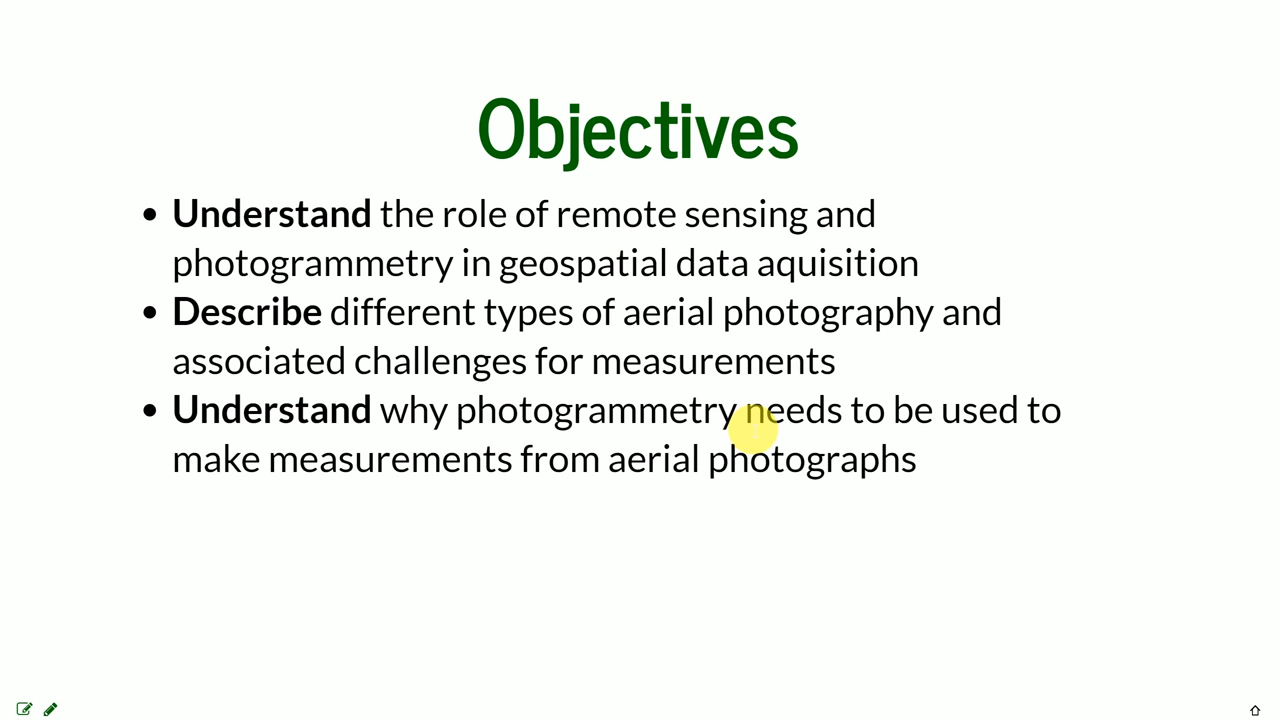 Objectives
• Understand the role of remote sensing and
photogrammetry in geospatial data aquisition
• Describe different types of aerial photography and
associated challenges for measurements
• Understand why photogrammetry needs to be used to
make measurements from aerial photographs